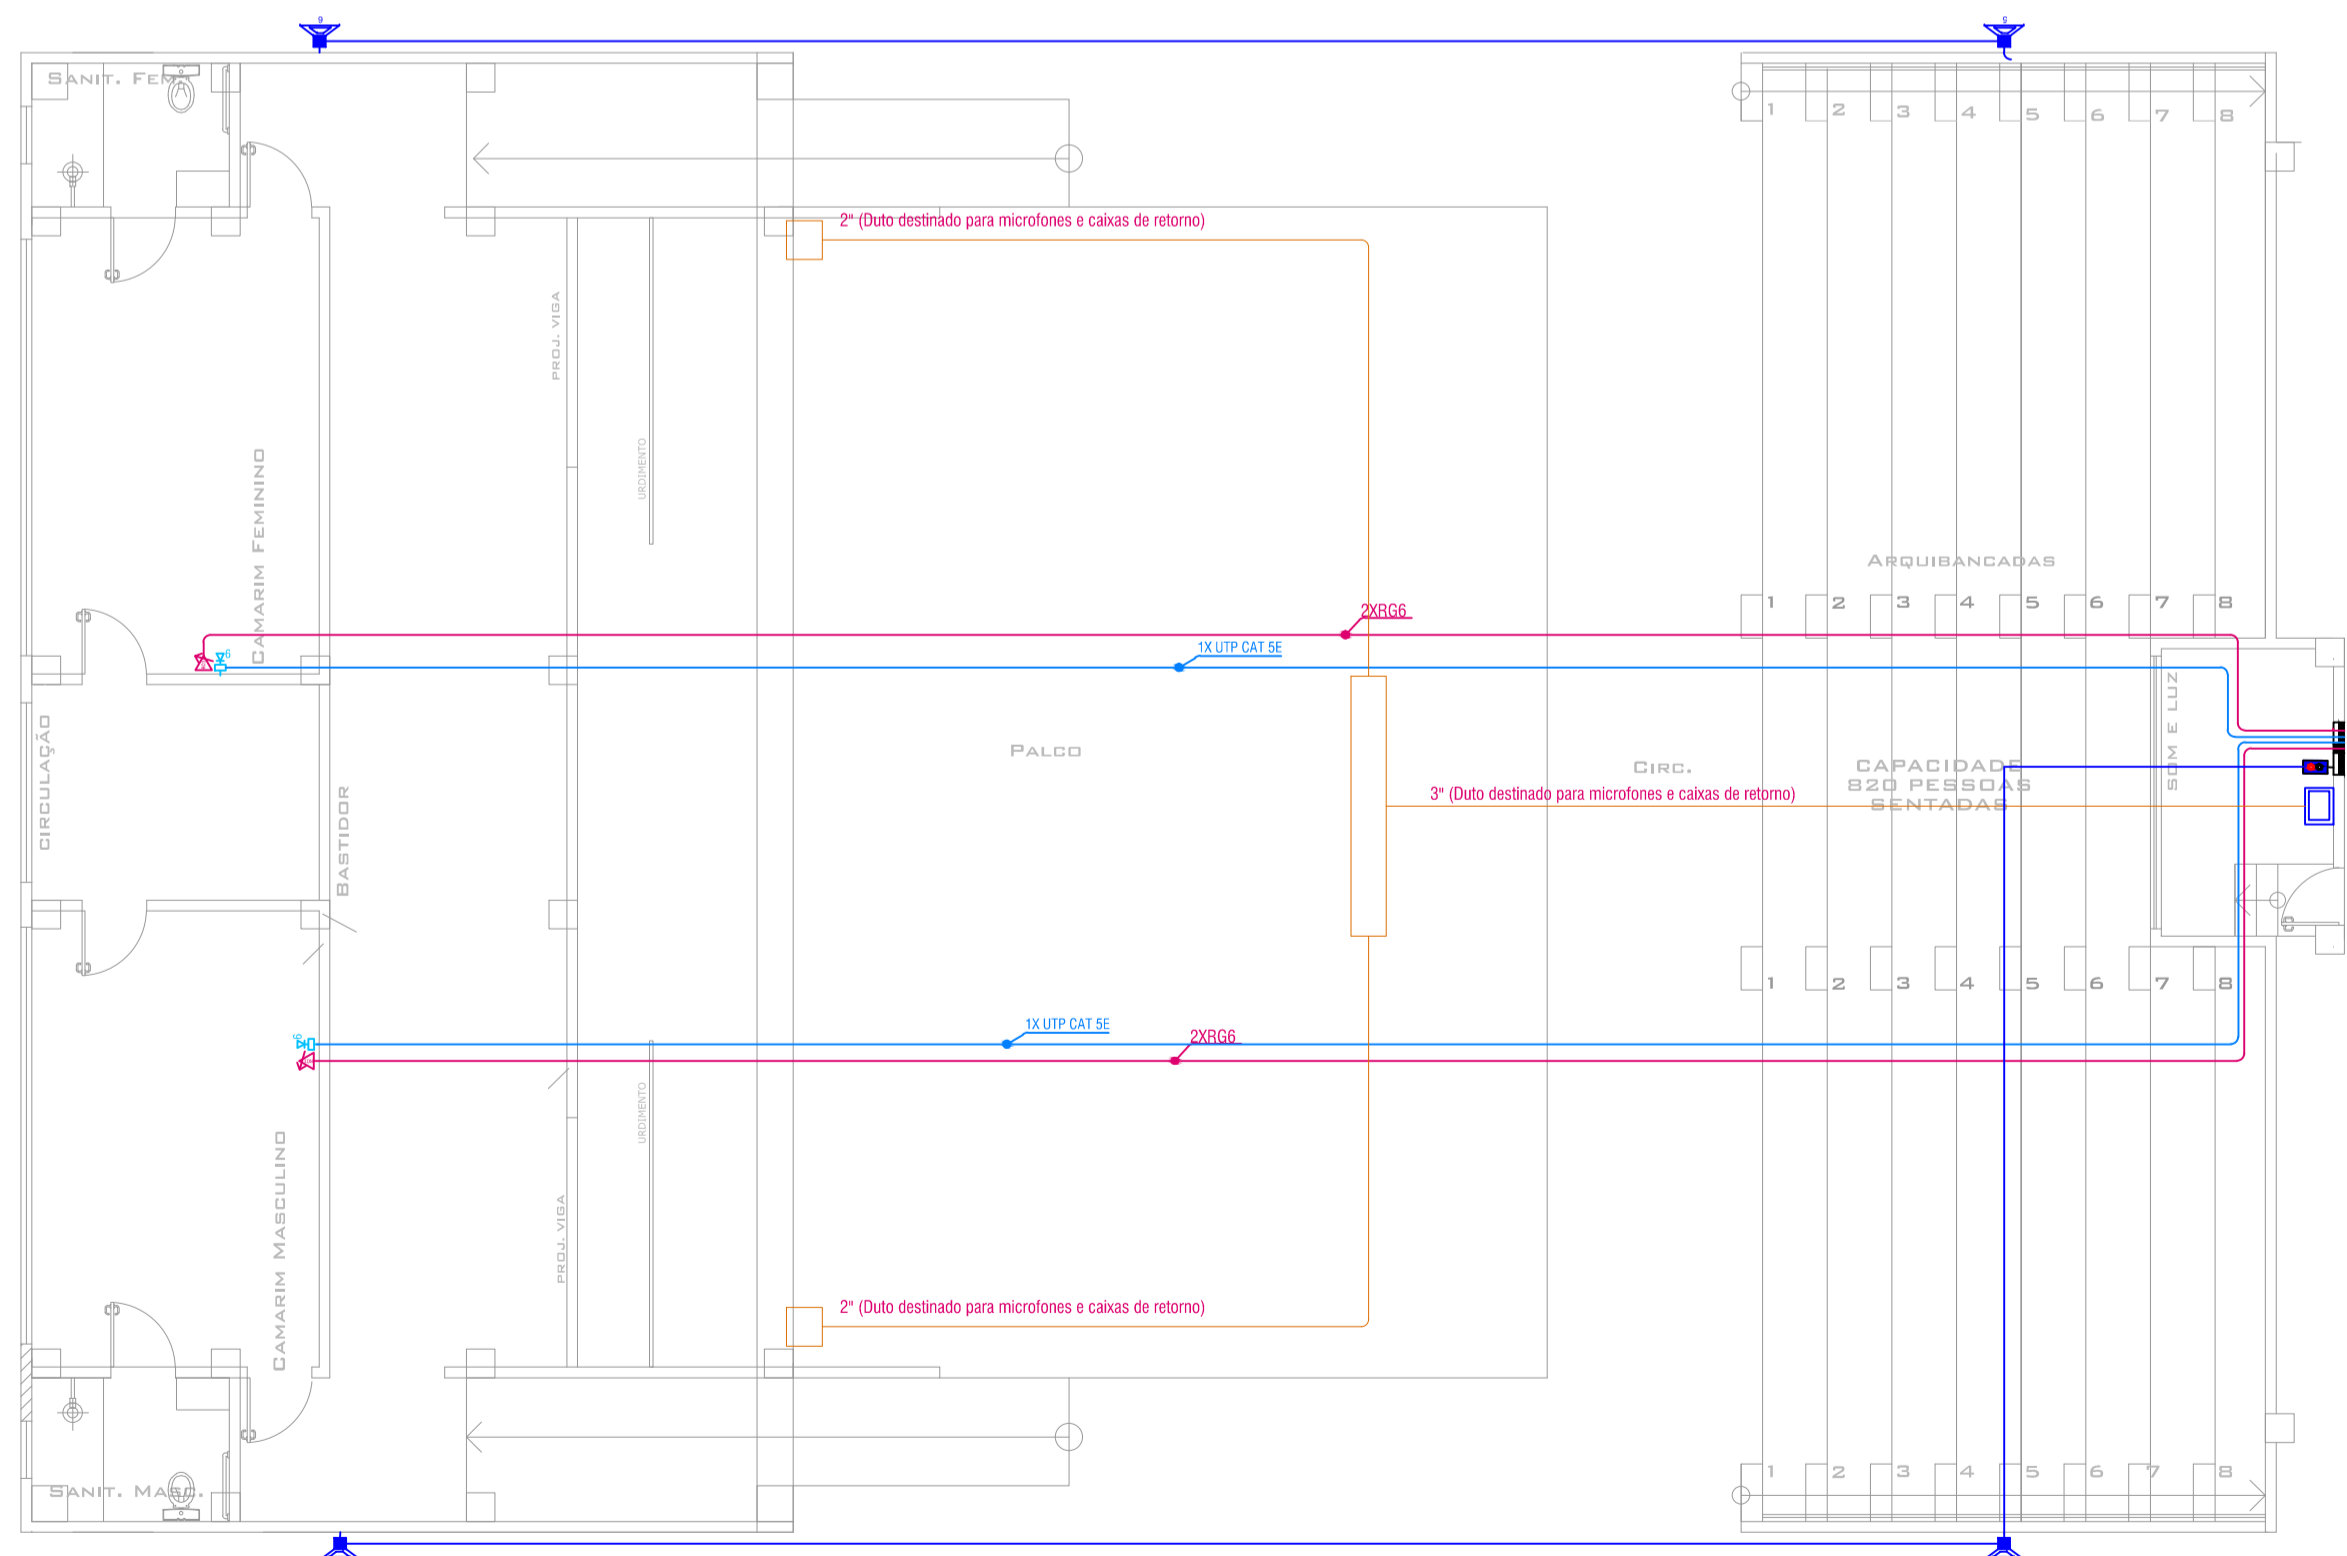 6
5
SANIT. FEM.
1 2 3 4 5 6 7 8
2" (Duto destinado para microfones e caixas de retorno)
PROJ. VIGA
URDIMENTO
CAMARIM FEMININO
ARQUIBANCADAS
2XRG6
1 2 3 4 5 6 7 8
1X UTP CAT 5E
6
CIRCULAÇÃO
BASTIDOR
PALCO
CIRC.
CAPACIDADE
820 PESSOAS
SENTADAS
SOM E LUZ
3" (Duto destinado para microfones e caixas de retorno)
1 2 3 4 5 6 7 8
1X UTP CAT 5E
2XRG6
6
URDIMENTO
CAMARIM MASCULINO
PROJ. VIGA
2" (Duto destinado para microfones e caixas de retorno)
1 2 3 4 5 6 7 8
SANIT. MASC.